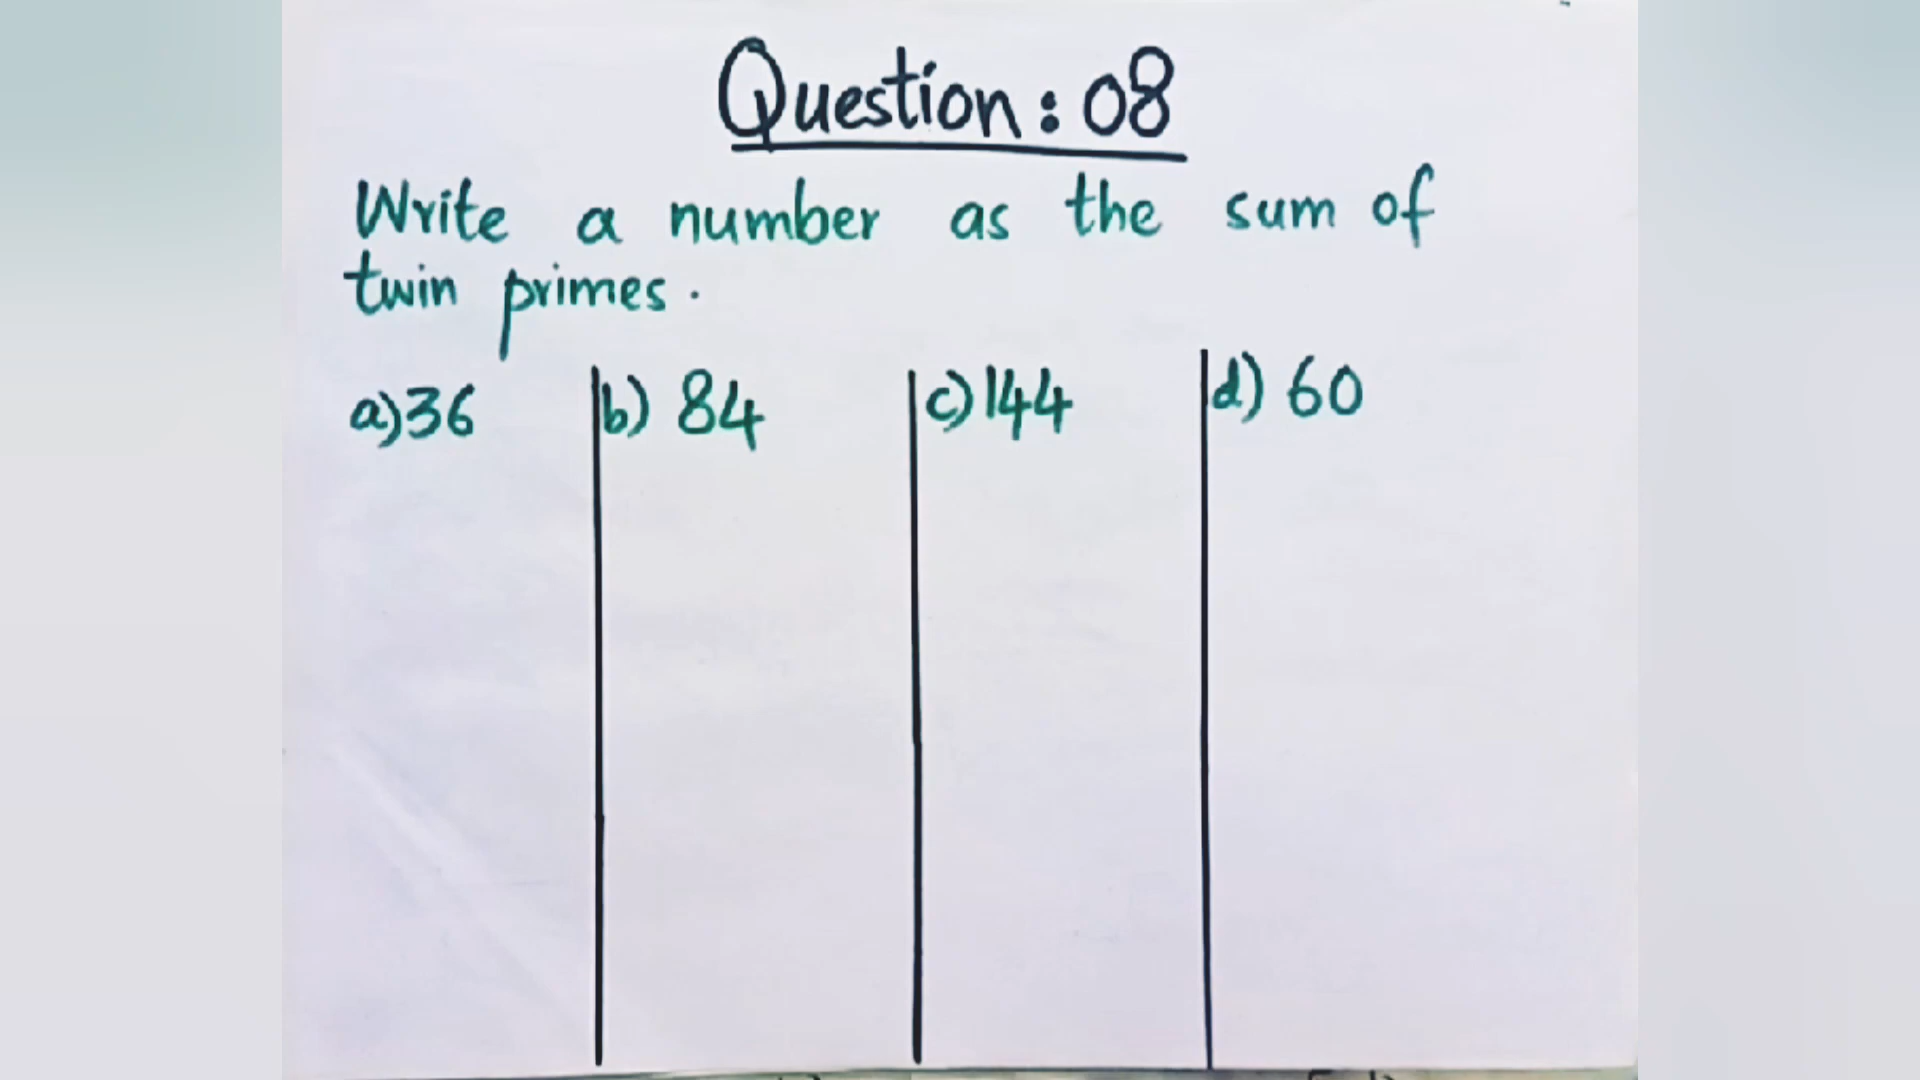 Question: 08
Write a number as the sum of
twin primes.
a) 36
b) 84
c) 144
d) 60